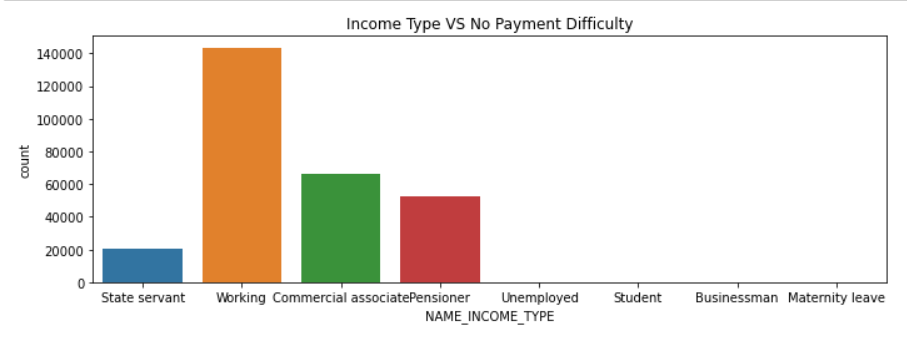 Income Type VS No Payment Difficulty
140000
120000
100000
80000
60000
40000
20000
0
count
State servant Working Commercial associatePensioner Unemployed Student Businessman Maternity leave
NAME_INCOME_TYPE